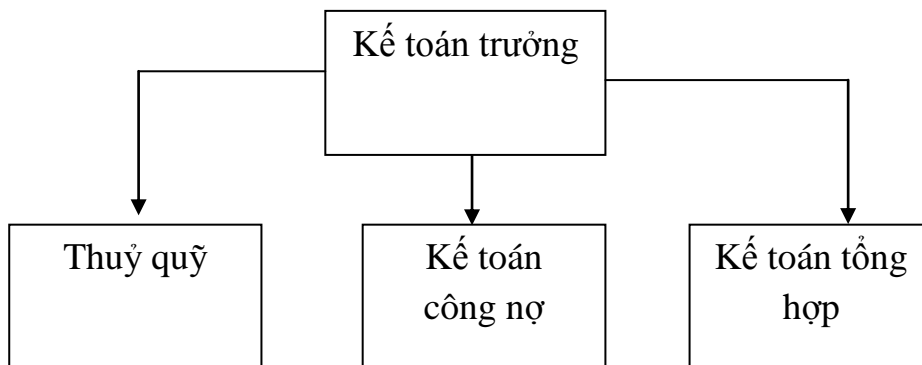 Kế toán trưởng
Thuỷ quỹ
Kế toán
công nợ
Kế toán tổng
hợp